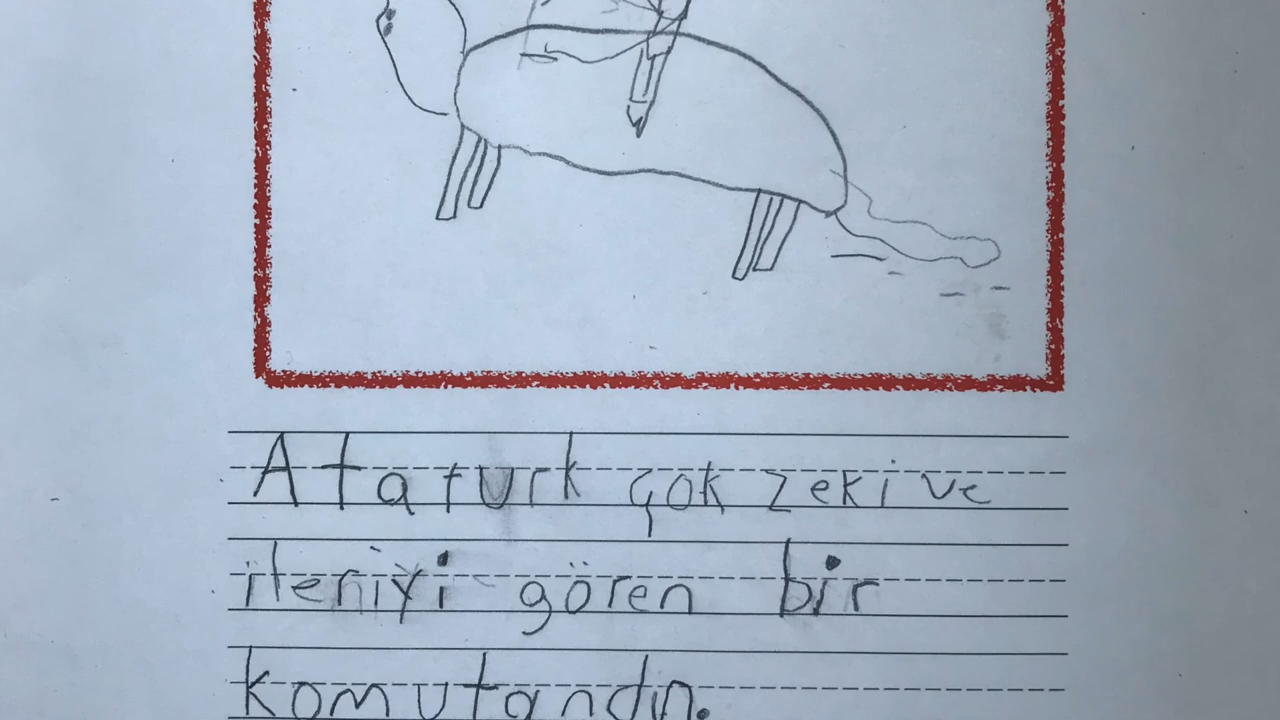 Ataturk çok zeki ve
ileriyi gören bir
komutandın.